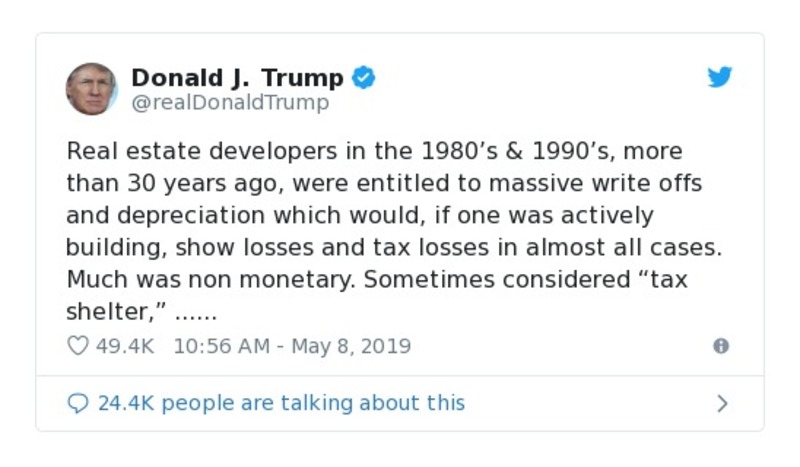 Donald J. Trump
@realDonaldTrump
Real estate developers in the 1980’s & 1990’s, more
than 30 years ago, were entitled to massive write offs
and depreciation which would, if one was actively
building, show losses and tax losses in almost all cases.
Much was non monetary. Sometimes considered “tax
shelter,” ......
49.4K 10:56 AM - May 8, 2019
24.4K people are talking about this